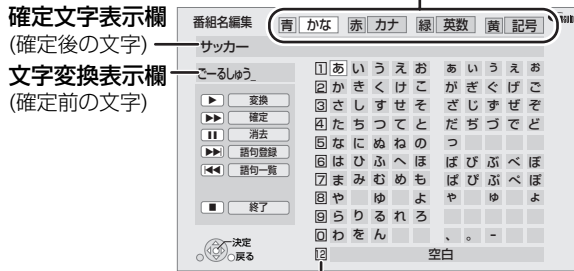 確定文字表示欄
(確定後の文字)
文字変換表示欄
(確定前の文字)
番組名編集 青 かな 赤 カナ 緑 英数 黄 記号
サッカー
ごーるしゅう_
変換
確定
消去
語句登録
語句一覧
終了
決定
戻る
1 あ い う え お ぁ ぃ ぅ ぇ ぉ
2 か き く け こ が ぎ ぐ げ ご
3 さ し す せ そ ざ じ ず ぜ ぞ
4 た ち つ て と だ ぢ づ で ど
5 な に ぬ ね の っ
6 は ひ ふ へ ほ ば び ぶ べ ぼ
7 ま み む め も ぱ ぴ ぷ ぺ ぽ
8 や ゆ よ ゃ ゅ ょ
9 ら り る れ ろ
0 わ を ん 、 。 -
12 空白